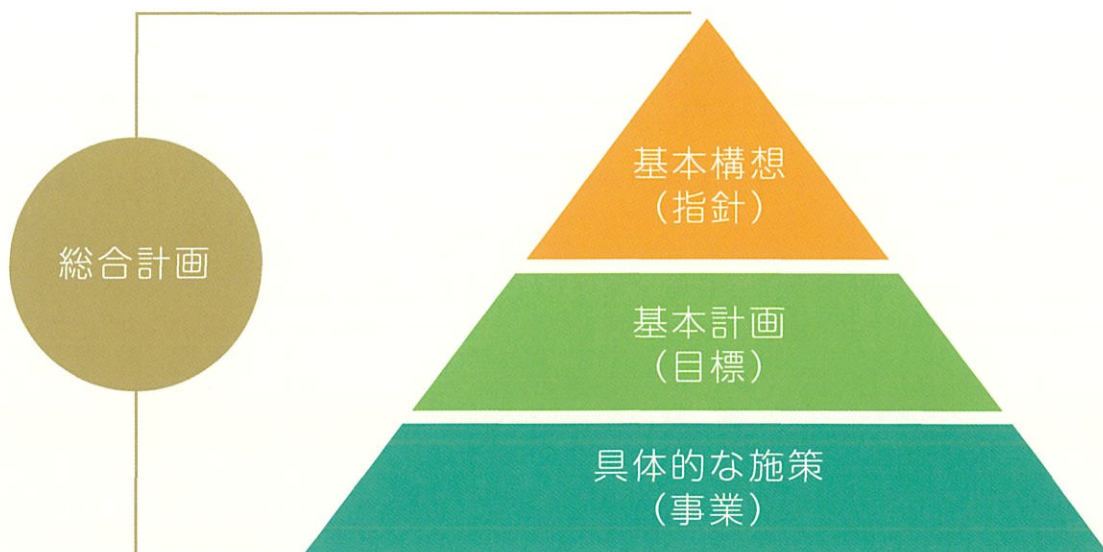 総合計画
基本構想
（指針）
基本計画
（目標）
具体的な施策
（事業）